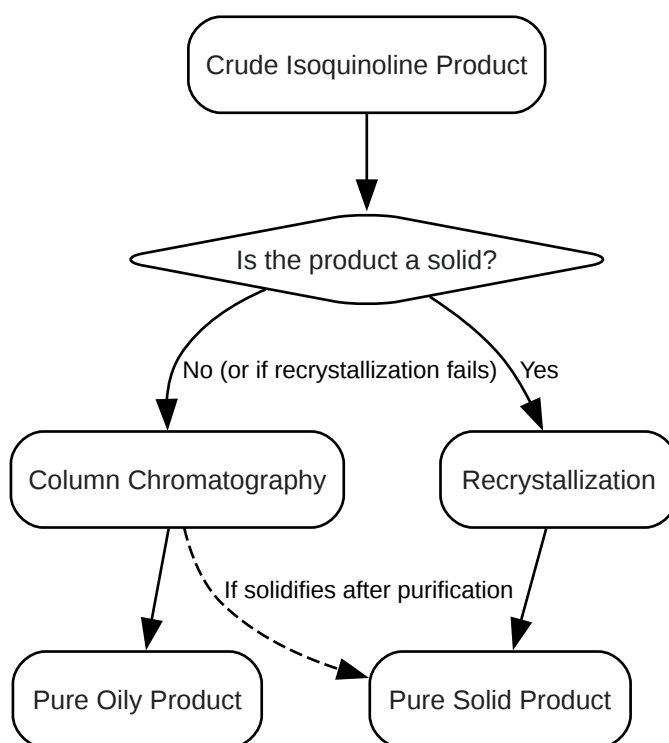 Crude Isoquinoline Product
Is the product a solid?
No (or if recrystallization fails)
Yes
Column Chromatography
Recrystallization
If solidifies after purification
Pure Oily Product
Pure Solid Product